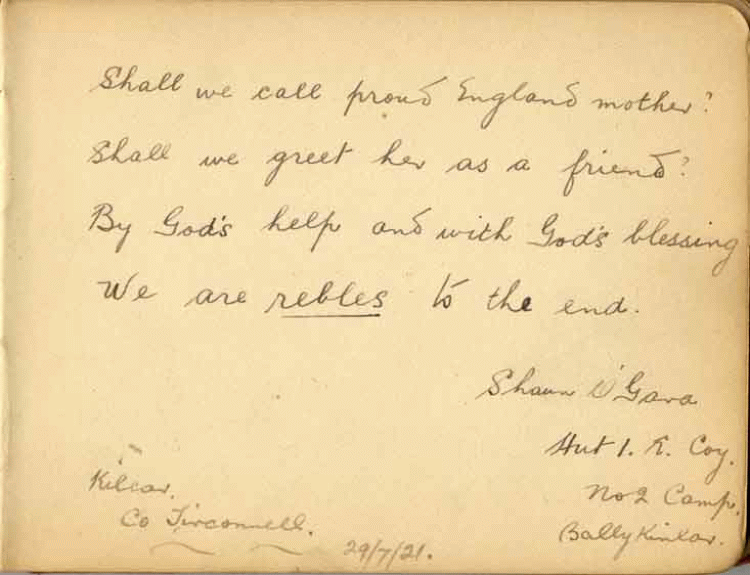 Shall we call proud England mother?
Shall we greet her as a friend?
By God's help and with God's blessing
We are rebles to the end.
Shaun O'Gara
Hut 1. E. Coy.
No 2 Camp.
Ballykinlar.
Kilcar.
Co Tirconnell.
29/7/21.